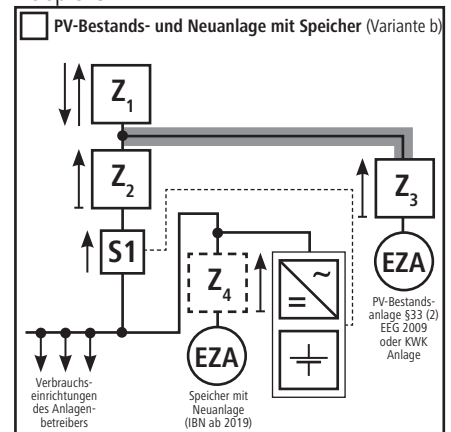 PV-Bestands- und Neuanlage mit Speicher (Variante b)
Z1
Z2
Z3
S1
Z4
EZA
EZA
PV-Bestands-
anlage §33 (2)
EEG 2009
oder KWK
Anlage
~
=
Verbrauchs-
einrichtungen
des Anlagen-
betreibers
Speicher mit
Neuanlage
(IBN ab 2019)